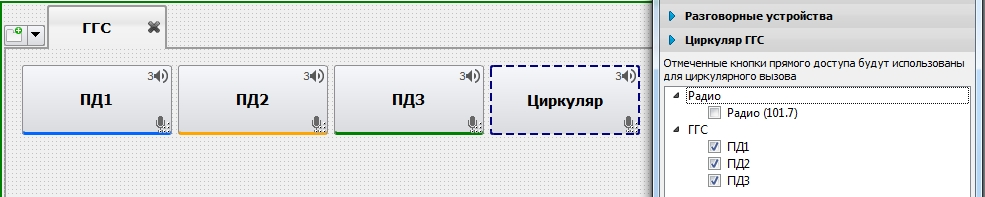 ГГС
3
ПД1
3
ПД2
3
ПД3
3
Циркуляр
Разговорные устройства
Циркуляр ГГС
Отмеченные кнопки прямого доступа будут использованы
для циркулярного вызова
Радио
Радио (101.7)
ГГС
ПД1
ПД2
ПД3